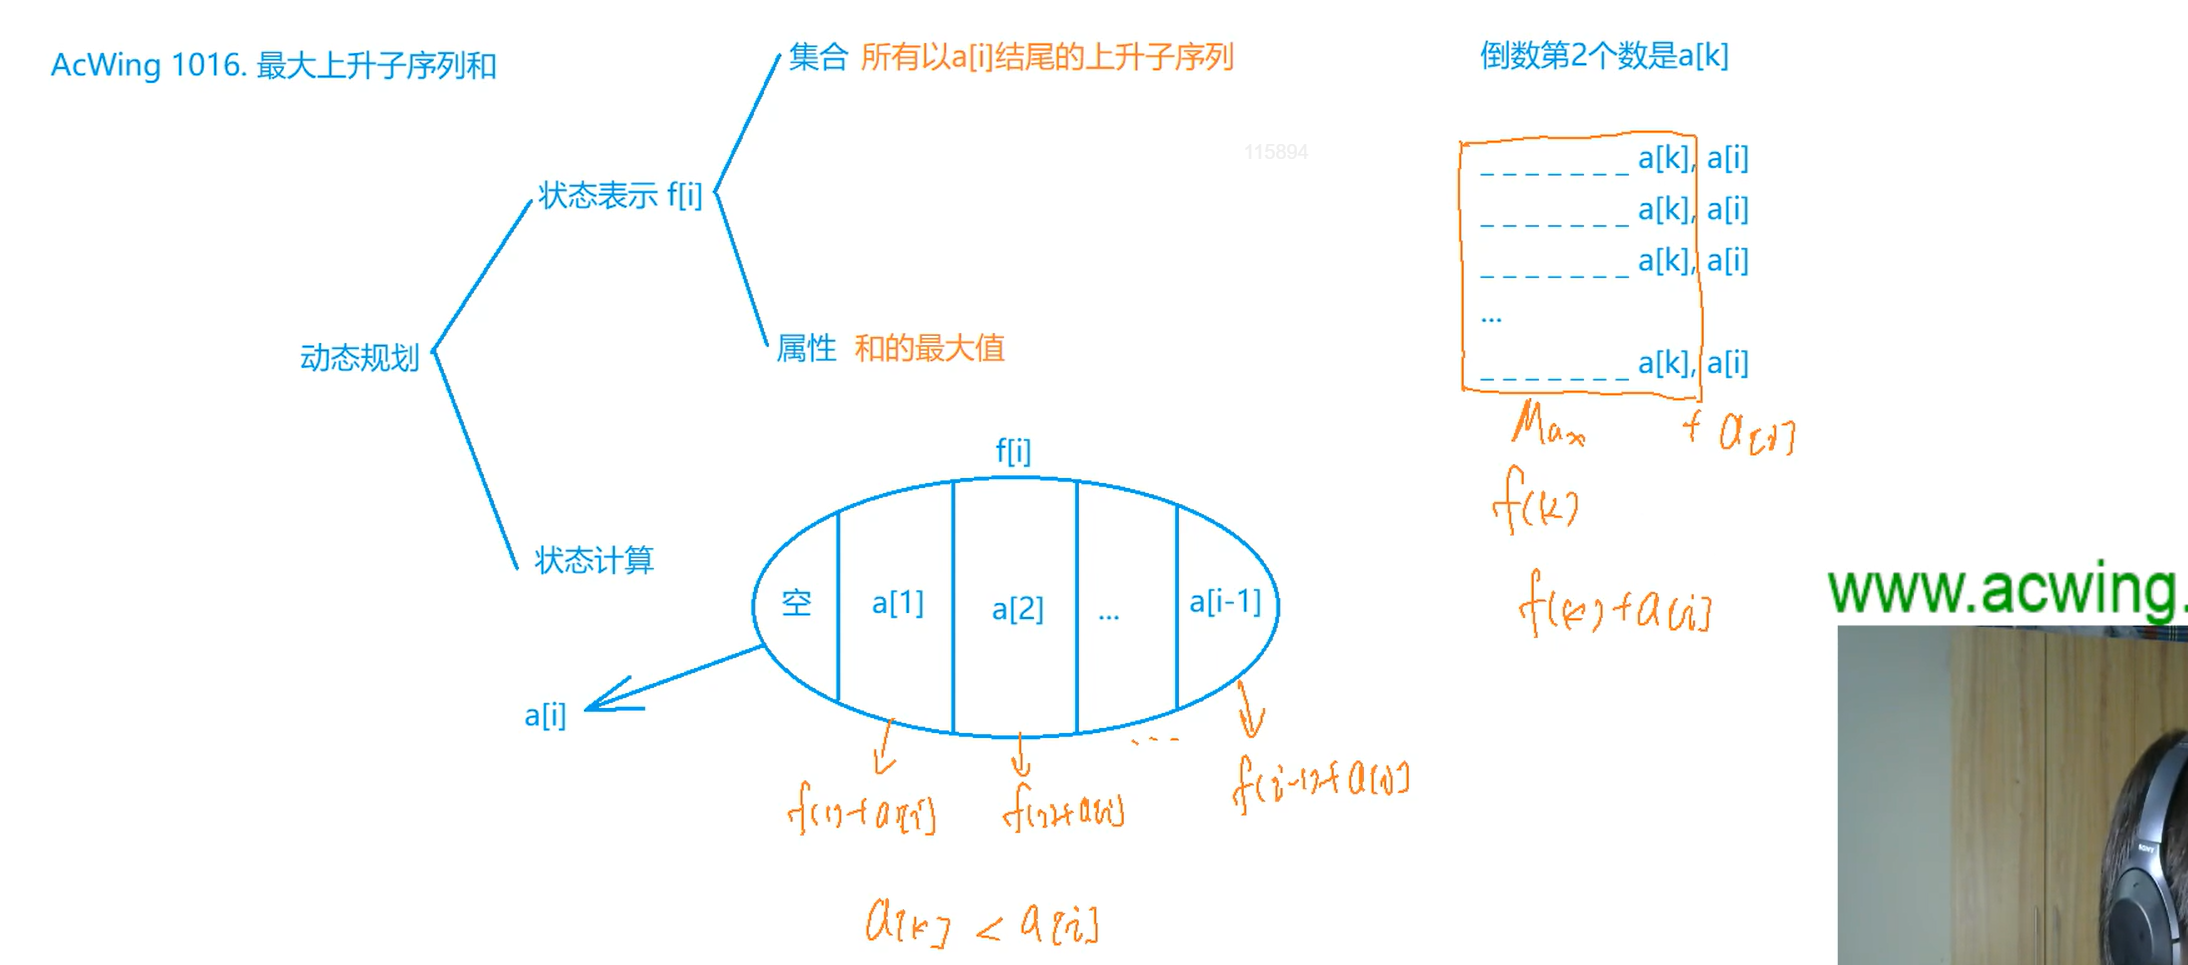 AcWing 1016. 最大上升子序列和
集合 所有以a[i]结尾的上升子序列
倒数第2个数是a[k]
115894
_ _ _ _ _ _ _ a[k], a[i]
_ _ _ _ _ _ _ a[k], a[i]
_ _ _ _ _ _ _ a[k], a[i]
...
_ _ _ _ _ _ _ a[k], a[i]
状态表示 f[i]
动态规划
属性 和的最大值
Max + a[i]
f(k)
f(k)+a[i]
f[i]
状态计算
空 a[1] a[2] ... a[i-1]
a[i]
f(1)+a[i] f(2)+a[i] ... f(i-1)+a[i]
a[k] < a[i]
www.acwing.
SONY